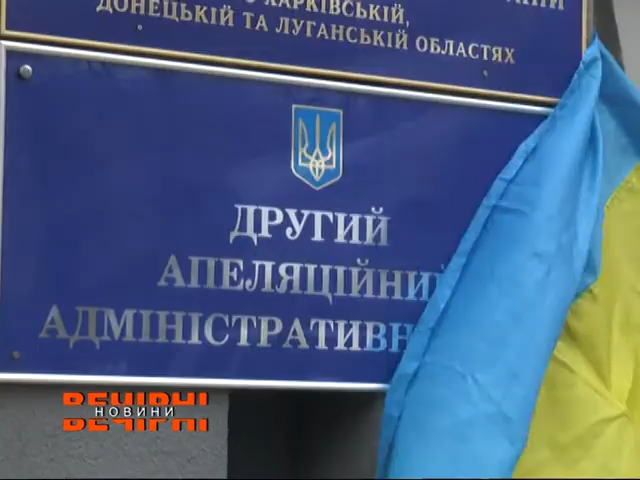 ХАРКІВСЬКІЙ,
ДОНЕЦЬКІЙ ТА ЛУГАНСЬКІЙ ОБЛАСТЯХ
ДРУГИЙ
АПЕЛЯЦІЙНИЙ
АДМІНІСТРАТИВН
ВЕЧІРНІ
НОВИНИ